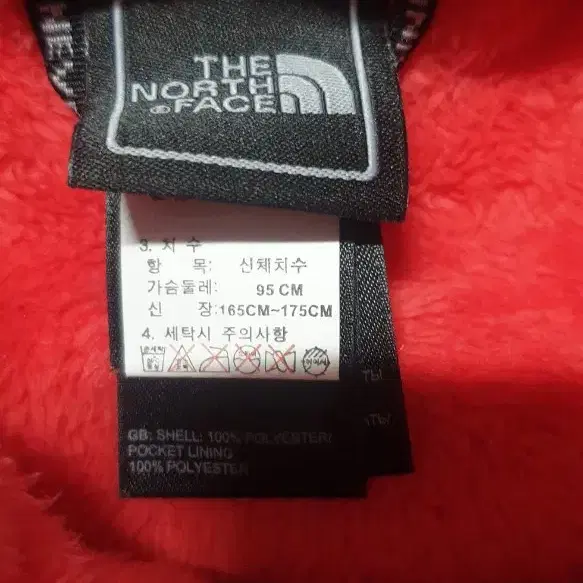 THE
NORTH
FACE
3. 치 수
항 목: 신체치수
가슴둘레: 95 CM
신 장:165CM~175CM
4. 세탁시 주의사항
GB: SHELL: 100% POLYESTER/
POCKET LINING
100% POLYESTER